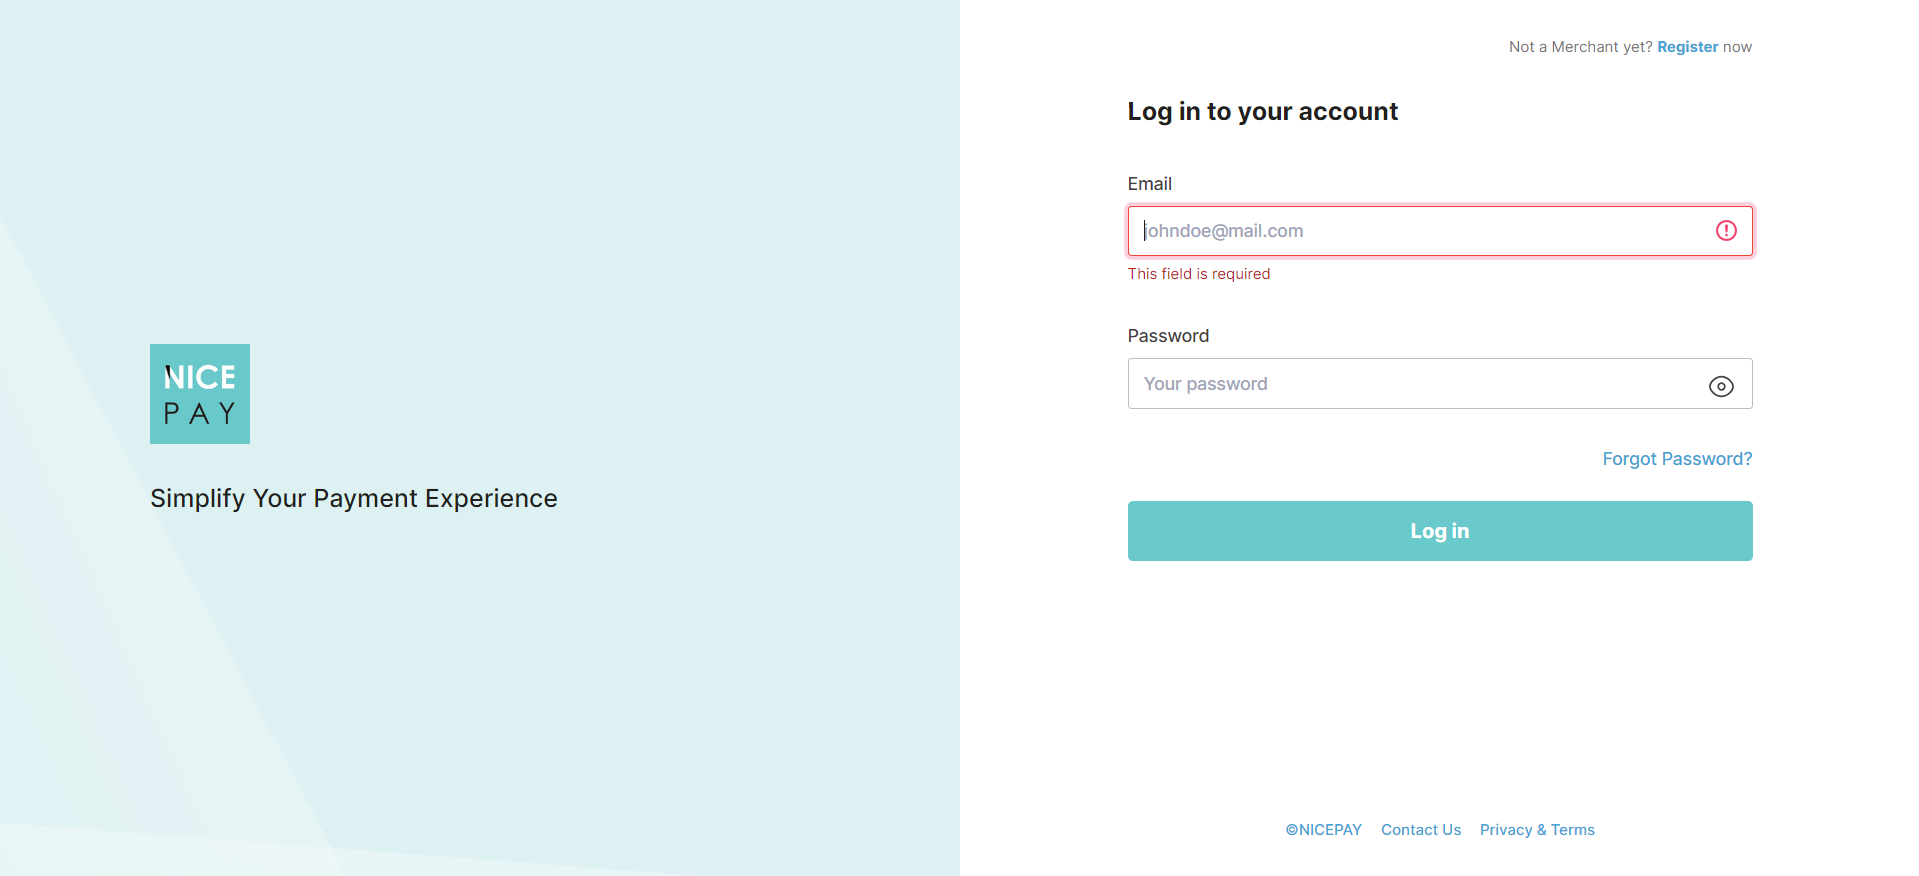 NICE
PAY
Simplify Your Payment Experience
Not a Merchant yet? Register now
Log in to your account
Email
johndoe@mail.com
This field is required
Password
Your password
Forgot Password?
Log in
©NICEPAY Contact Us Privacy & Terms